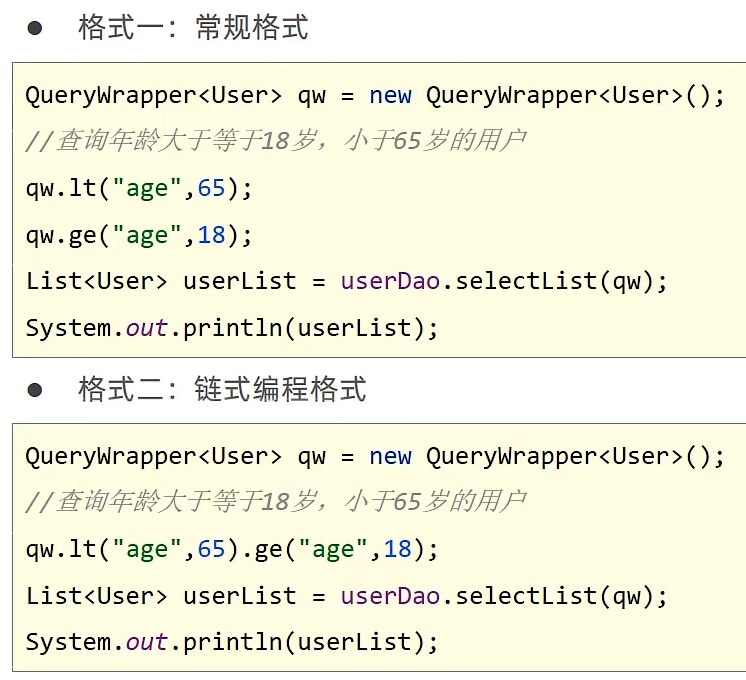 ● 格式一：常规格式
QueryWrapper<User> qw = new QueryWrapper<User>();
//查询年龄大于等于18岁，小于65岁的用户
qw.lt("age",65);
qw.ge("age",18);
List<User> userList = userDao.selectList(qw);
System.out.println(userList);
● 格式二：链式编程格式
QueryWrapper<User> qw = new QueryWrapper<User>();
//查询年龄大于等于18岁，小于65岁的用户
qw.lt("age",65).ge("age",18);
List<User> userList = userDao.selectList(qw);
System.out.println(userList);